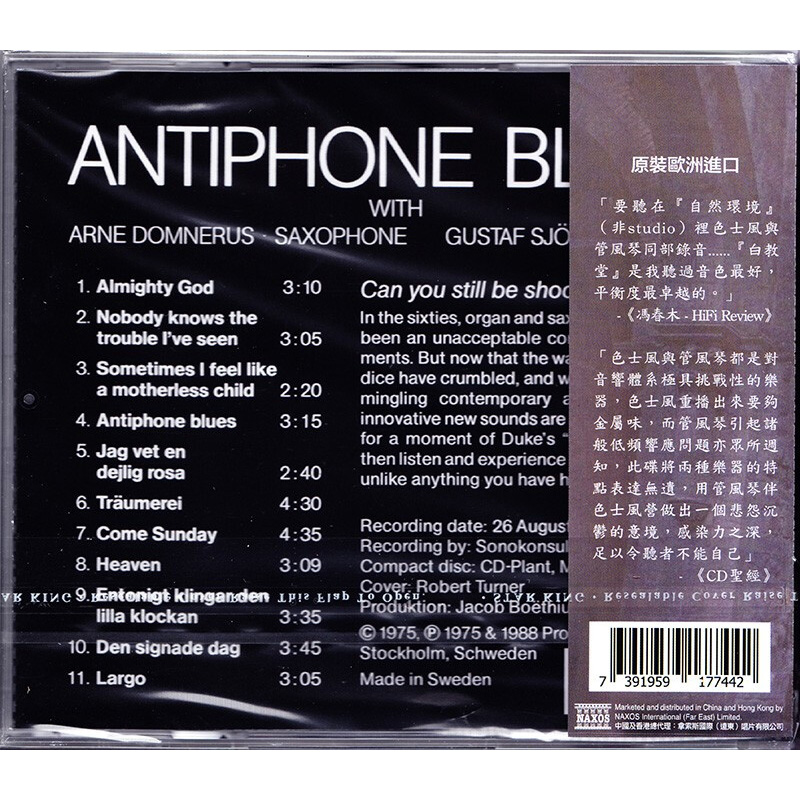 ANTIPHONE BL
WITH
ARNE DOMNERUS · SAXOPHONE GUSTAF SJÖ
1. Almighty God 3:10
2. Nobody knows the
trouble I've seen 3:05
3. Sometimes I feel like
a motherless child 2:20
4. Antiphone blues 3:15
5. Jag vet en
dejlig rosa 2:40
6. Träumerei 4:30
7. Come Sunday 4:35
8. Heaven 3:09
9. Entonigt klingar den
lilla klockan 3:35
10. Den signade dag 3:45
11. Largo 3:05
Can you still be shoc
In the sixties, organ and sax
been an unacceptable co
ments. But now that the wa
dice have crumbled, and w
mingling contemporary a
innovative new sounds are
for a moment of Duke's "
then listen and experience
unlike anything you have h
Recording date: 26 August
Recording by: Sonokonsul
Compact disc: CD-Plant, M
Cover: Robert Turner
Produktion: Jacob Boethiu
© 1975, ℗ 1975 & 1988 Pro
Stockholm, Schweden
Made in Sweden
TAR KING · Resealable Cover Raise This Flap To Open. · STAR KING · Resealable Cover Raise T
原裝歐洲進口
「要聽在『自然環境』
（非studio）裡色士風與
管風琴同部錄音......『白教
堂』是我聽過音色最好，
平衡度最卓越的。」
-《馮春木 - HiFi Review》
「色士風與管風琴都是對
音響體系極具挑戰性的樂
器，色士風重播出來要夠
金屬味，而管風琴引起諸
般低頻響應問題亦眾所週
知，此碟將兩種樂器的特
點表達無遺，用管風琴伴
色士風營做出一個悲怨沉
鬱的意境，感染力之深，
足以令聽者不能自己」
-《CD聖經》
7 391959 177442
NAXOS
Marketed and distributed in China and Hong Kong by
NAXOS International (Far East) Limited.
中國及香港總代理：拿索斯國際（遠東）唱片有限公司